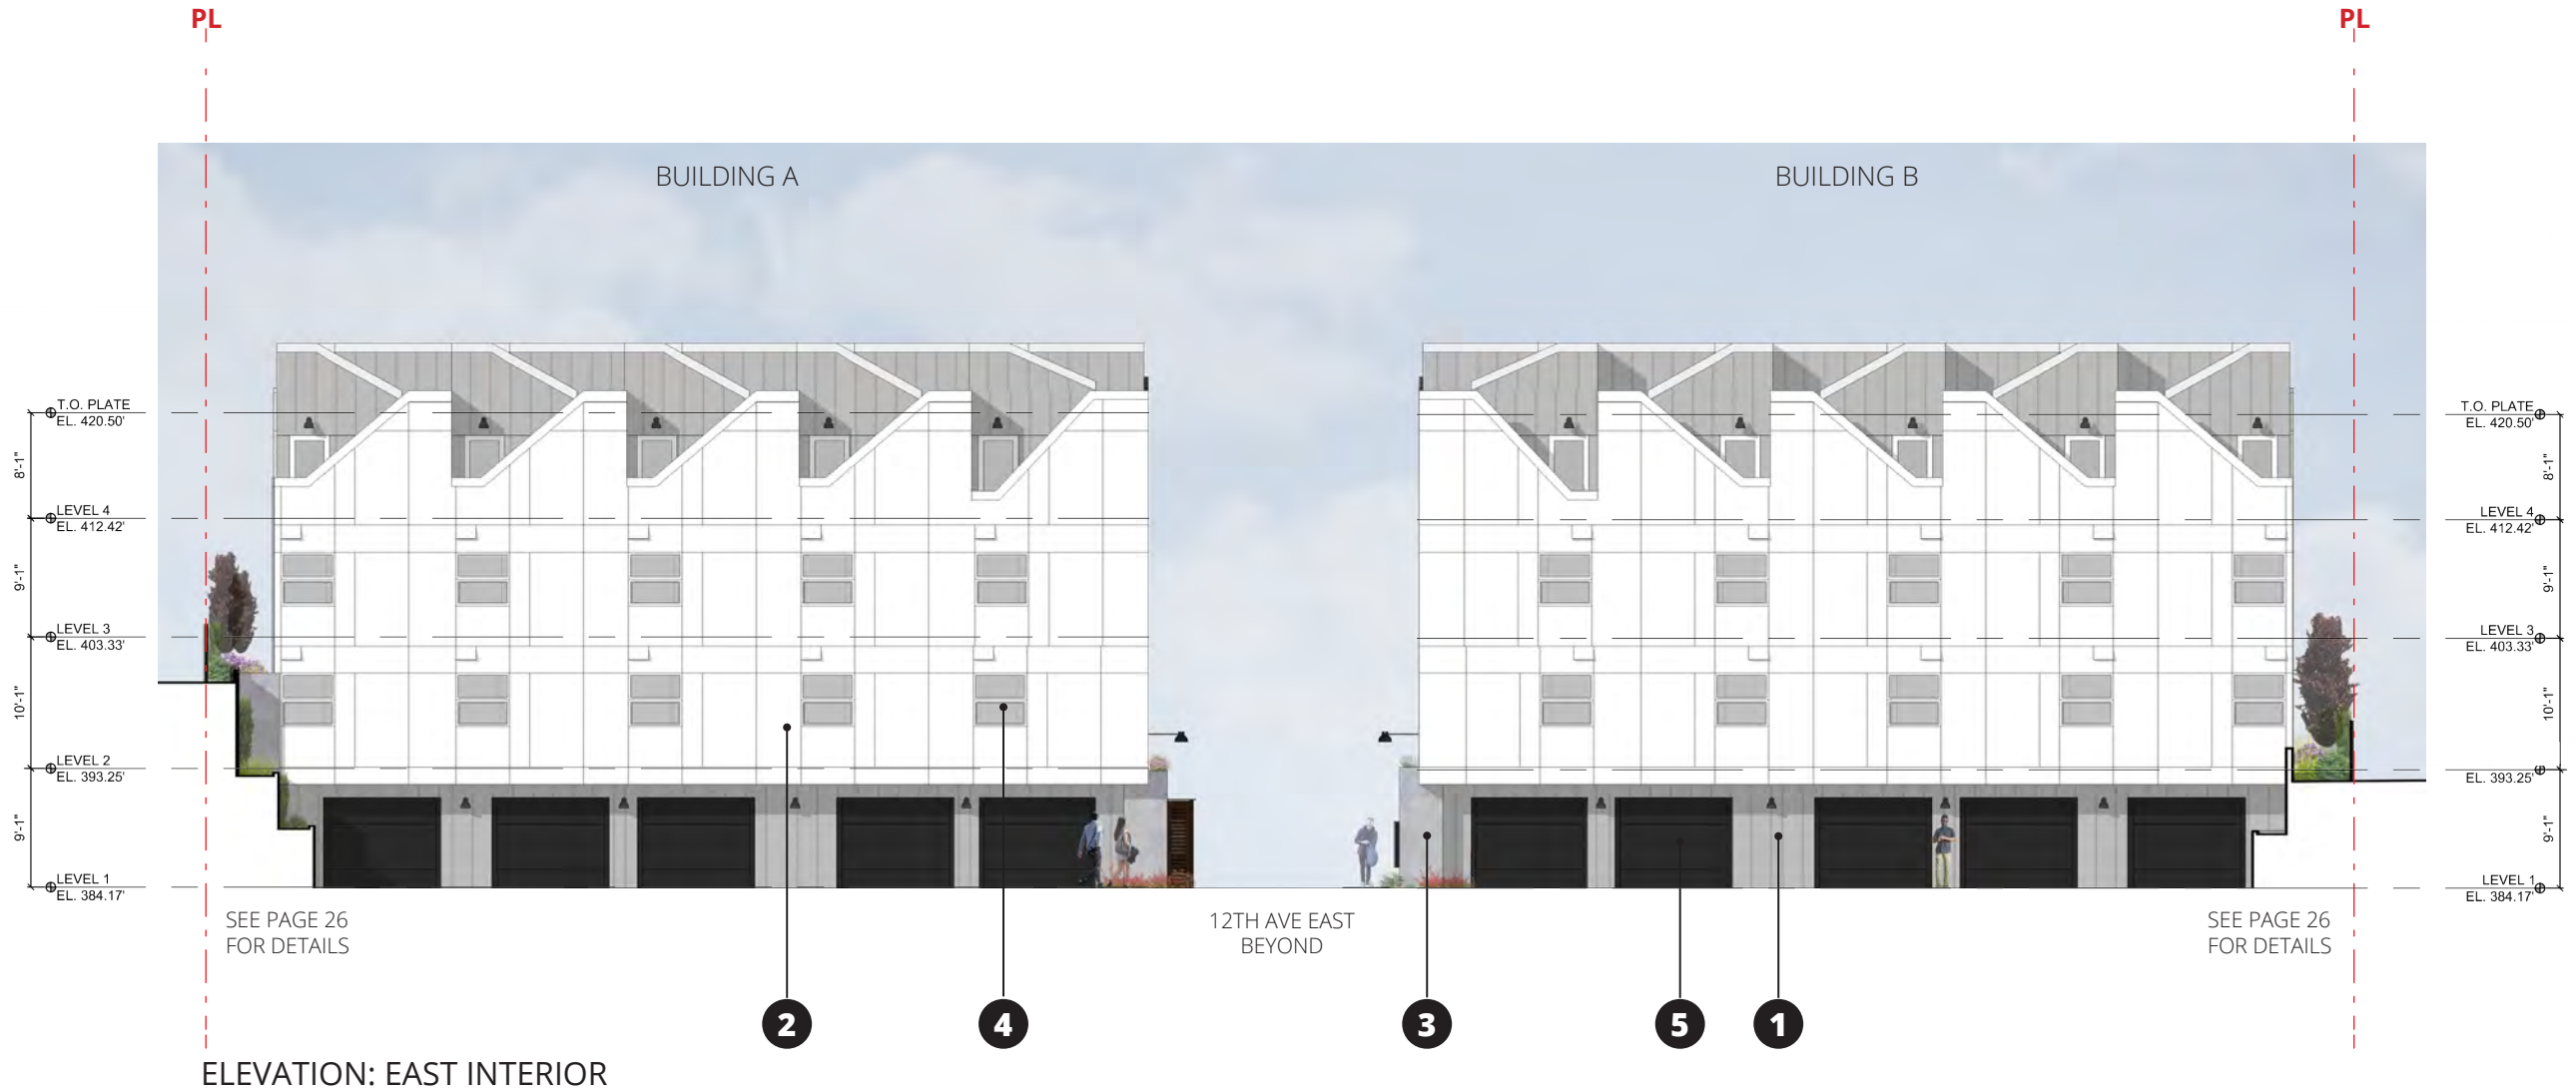 PL
PL
BUILDING A
BUILDING B
T.O. PLATE
EL. 420.50'
8'-1"
LEVEL 4
EL. 412.42'
9'-1"
LEVEL 3
EL. 403.33'
10'-1"
LEVEL 2
EL. 393.25'
9'-1"
LEVEL 1
EL. 384.17'
T.O. PLATE
EL. 420.50'
8'-1"
LEVEL 4
EL. 412.42'
9'-1"
LEVEL 3
EL. 403.33'
10'-1"
EL. 393.25'
9'-1"
LEVEL 1
EL. 384.17'
SEE PAGE 26
FOR DETAILS
12TH AVE EAST
BEYOND
SEE PAGE 26
FOR DETAILS
2
4
3
5
1
ELEVATION: EAST INTERIOR